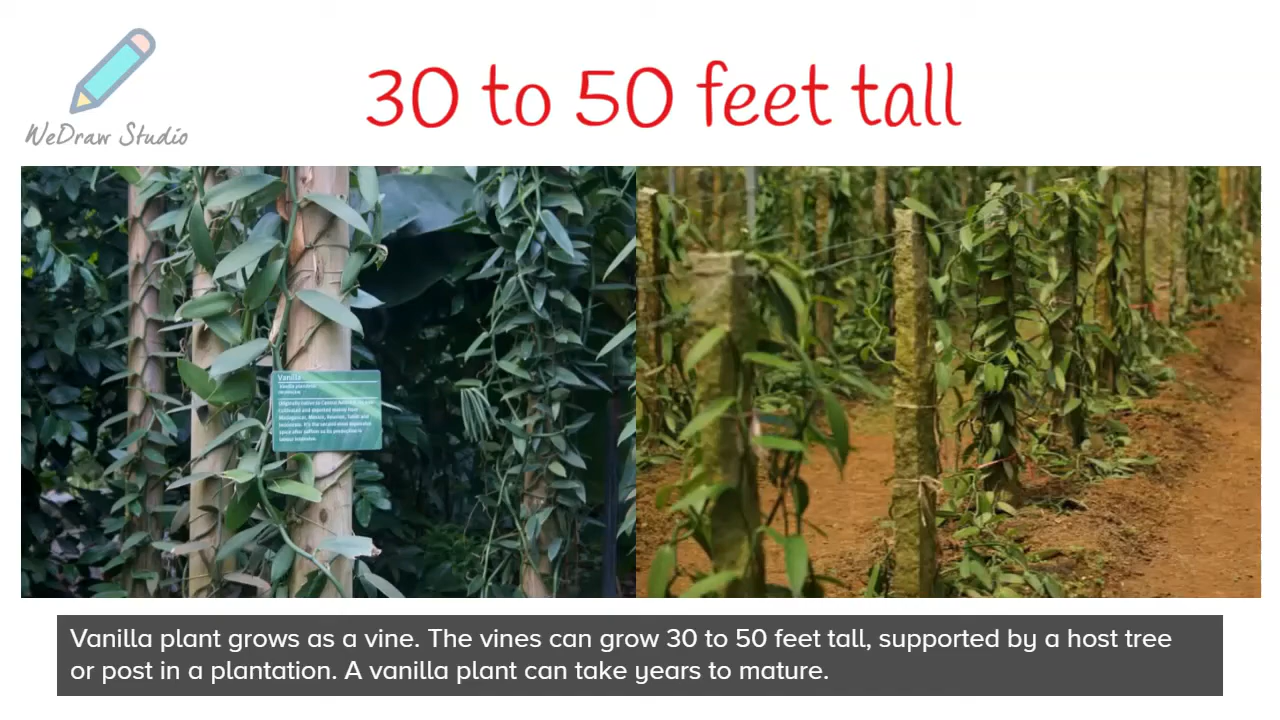 WeDraw Studio
30 to 50 feet tall
Vanilla
Vanilla plant grows as a vine. The vines can grow 30 to 50 feet tall, supported by a host tree
or post in a plantation. A vanilla plant can take years to mature.